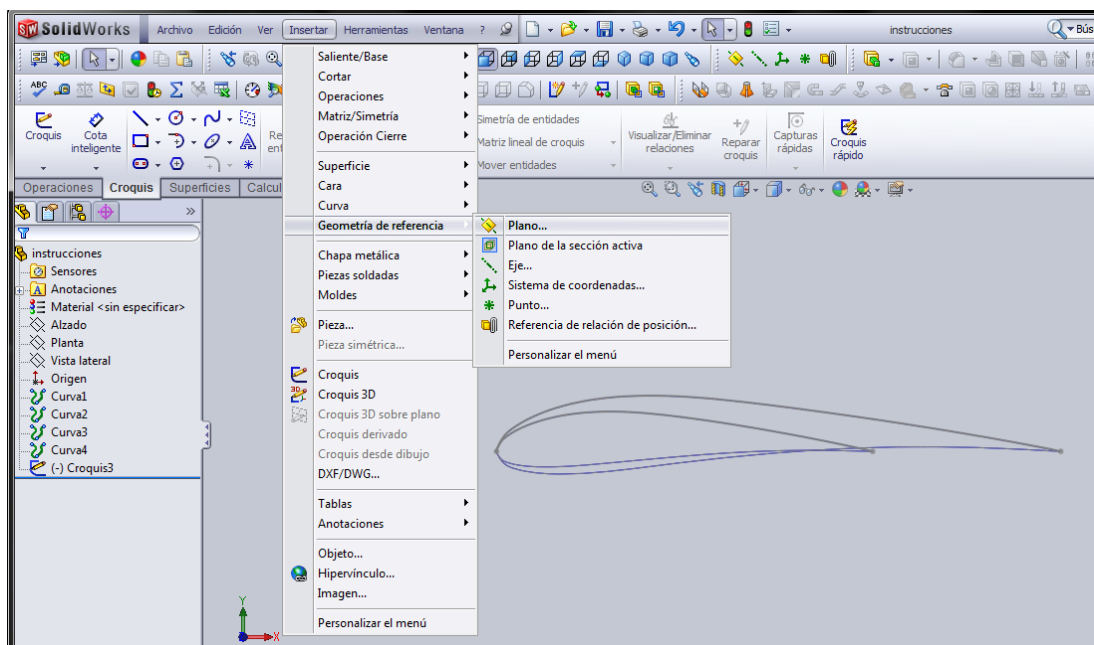 SolidWorks Archivo Edición Ver Insertar Herramientas Ventana ? instrucciones Bús
ABC
Croquis
Cota inteligente
Simetría de entidades
Matriz lineal de croquis
Mover entidades
Visualizar/Eliminar relaciones
Reparar croquis
Capturas rápidas
Croquis rápido
Operaciones Croquis Superficies Calcul
instrucciones
Sensores
Anotaciones
Material <sin especificar>
Alzado
Planta
Vista lateral
Origen
Curva1
Curva2
Curva3
Curva4
(-) Croquis3
Saliente/Base
Cortar
Operaciones
Matriz/Simetría
Operación Cierre
Superficie
Cara
Curva
Geometría de referencia
Chapa metálica
Piezas soldadas
Moldes
Pieza...
Pieza simétrica...
Croquis
Croquis 3D
Croquis 3D sobre plano
Croquis derivado
Croquis desde dibujo
DXF/DWG...
Tablas
Anotaciones
Objeto...
Hipervínculo...
Imagen...
Personalizar el menú
Plano...
Plano de la sección activa
Eje...
Sistema de coordenadas...
Punto...
Referencia de relación de posición...
Personalizar el menú
Y
X